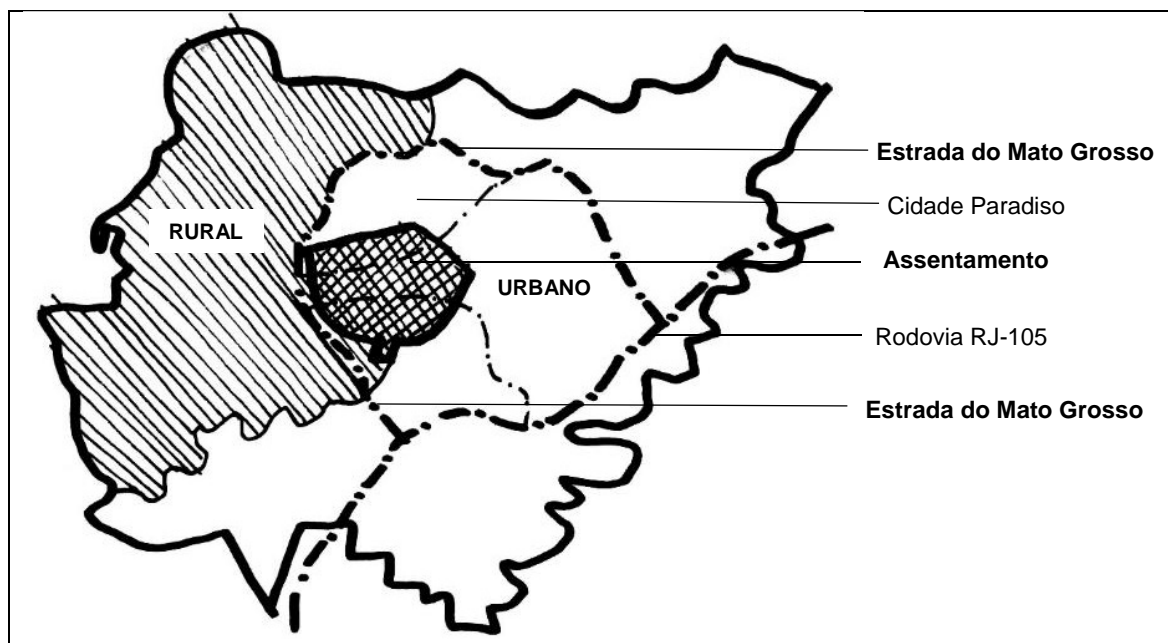 Estrada do Mato Grosso
Cidade Paradiso
RURAL
Assentamento
URBANO
Rodovia RJ-105
Estrada do Mato Grosso